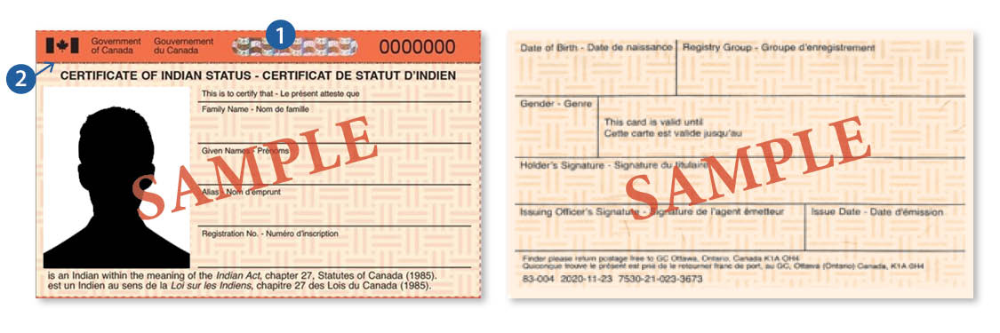 1
Government Gouvernement
of Canada du Canada
0000000
2
CERTIFICATE OF INDIAN STATUS - CERTIFICAT DE STATUT D'INDIEN
This is to certify that - Le présent atteste que
Family Name - Nom de famille
Given Names - Prénoms
Alias - Nom d'emprunt
Registration No. - Numéro d'inscription
SAMPLE
is an Indian within the meaning of the Indian Act, chapter 27, Statutes of Canada (1985).
est un Indien au sens de la Loi sur les Indiens, chapitre 27 des Lois du Canada (1985).
Date of Birth - Date de naissance
Registry Group - Groupe d'enregistrement
Gender - Genre
This card is valid until
Cette carte est valide jusqu'au
Holder's Signature - Signature du titulaire
SAMPLE
Issuing Officer's Signature - Signature de l'agent émetteur
Issue Date - Date d'émission
Finder please return postage free to GC Ottawa, Ontario, Canada K1A 0H4
Quiconque trouve le présent est prié de le retourner franc de port, au GC, Ottawa (Ontario) Canada, K1A 0H4
83-004 2020-11-23 7530-21-023-3673